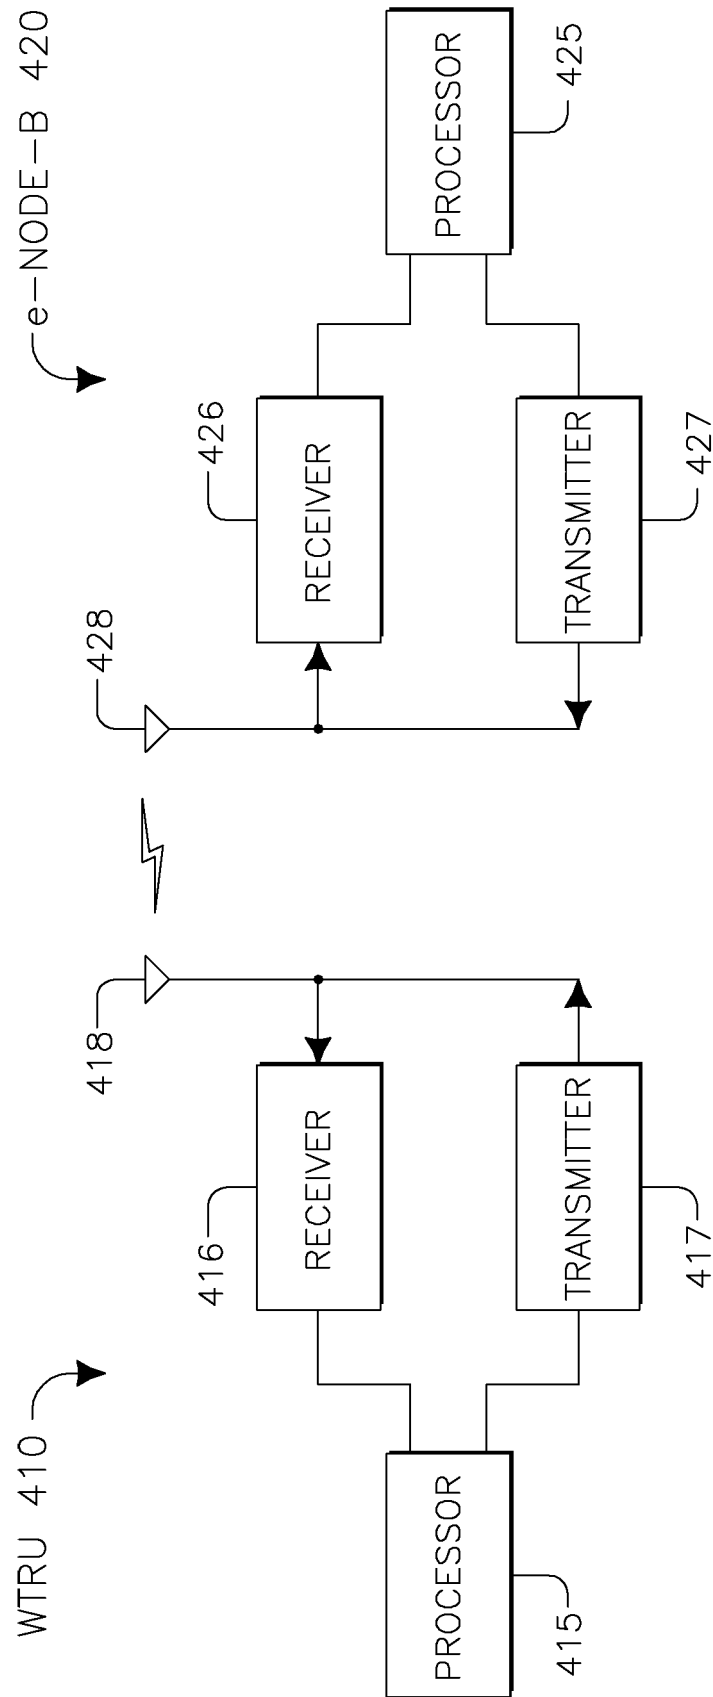 WTRU 410
418
428
e-NODE-B 420
416
RECEIVER
426
RECEIVER
PROCESSOR
415
PROCESSOR
425
TRANSMITTER
417
TRANSMITTER
427